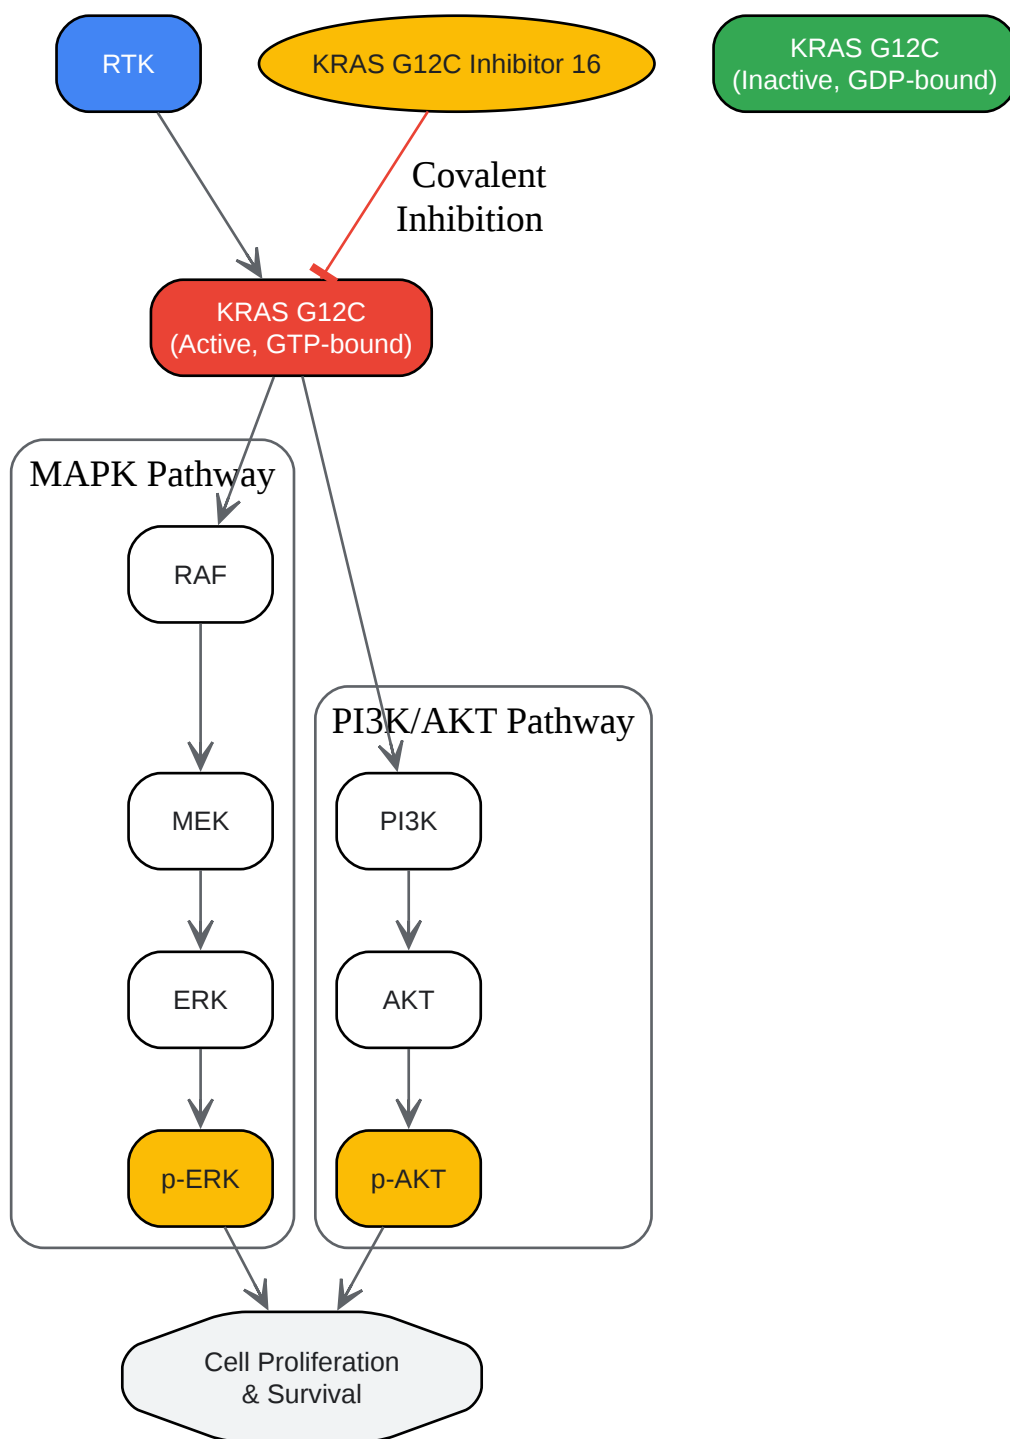 RTK
KRAS G12C Inhibitor 16
KRAS G12C
(Inactive, GDP-bound)
Covalent
Inhibition
KRAS G12C
(Active, GTP-bound)
MAPK Pathway
RAF
PI3K/AKT Pathway
MEK
PI3K
ERK
AKT
p-ERK
p-AKT
Cell Proliferation
& Survival